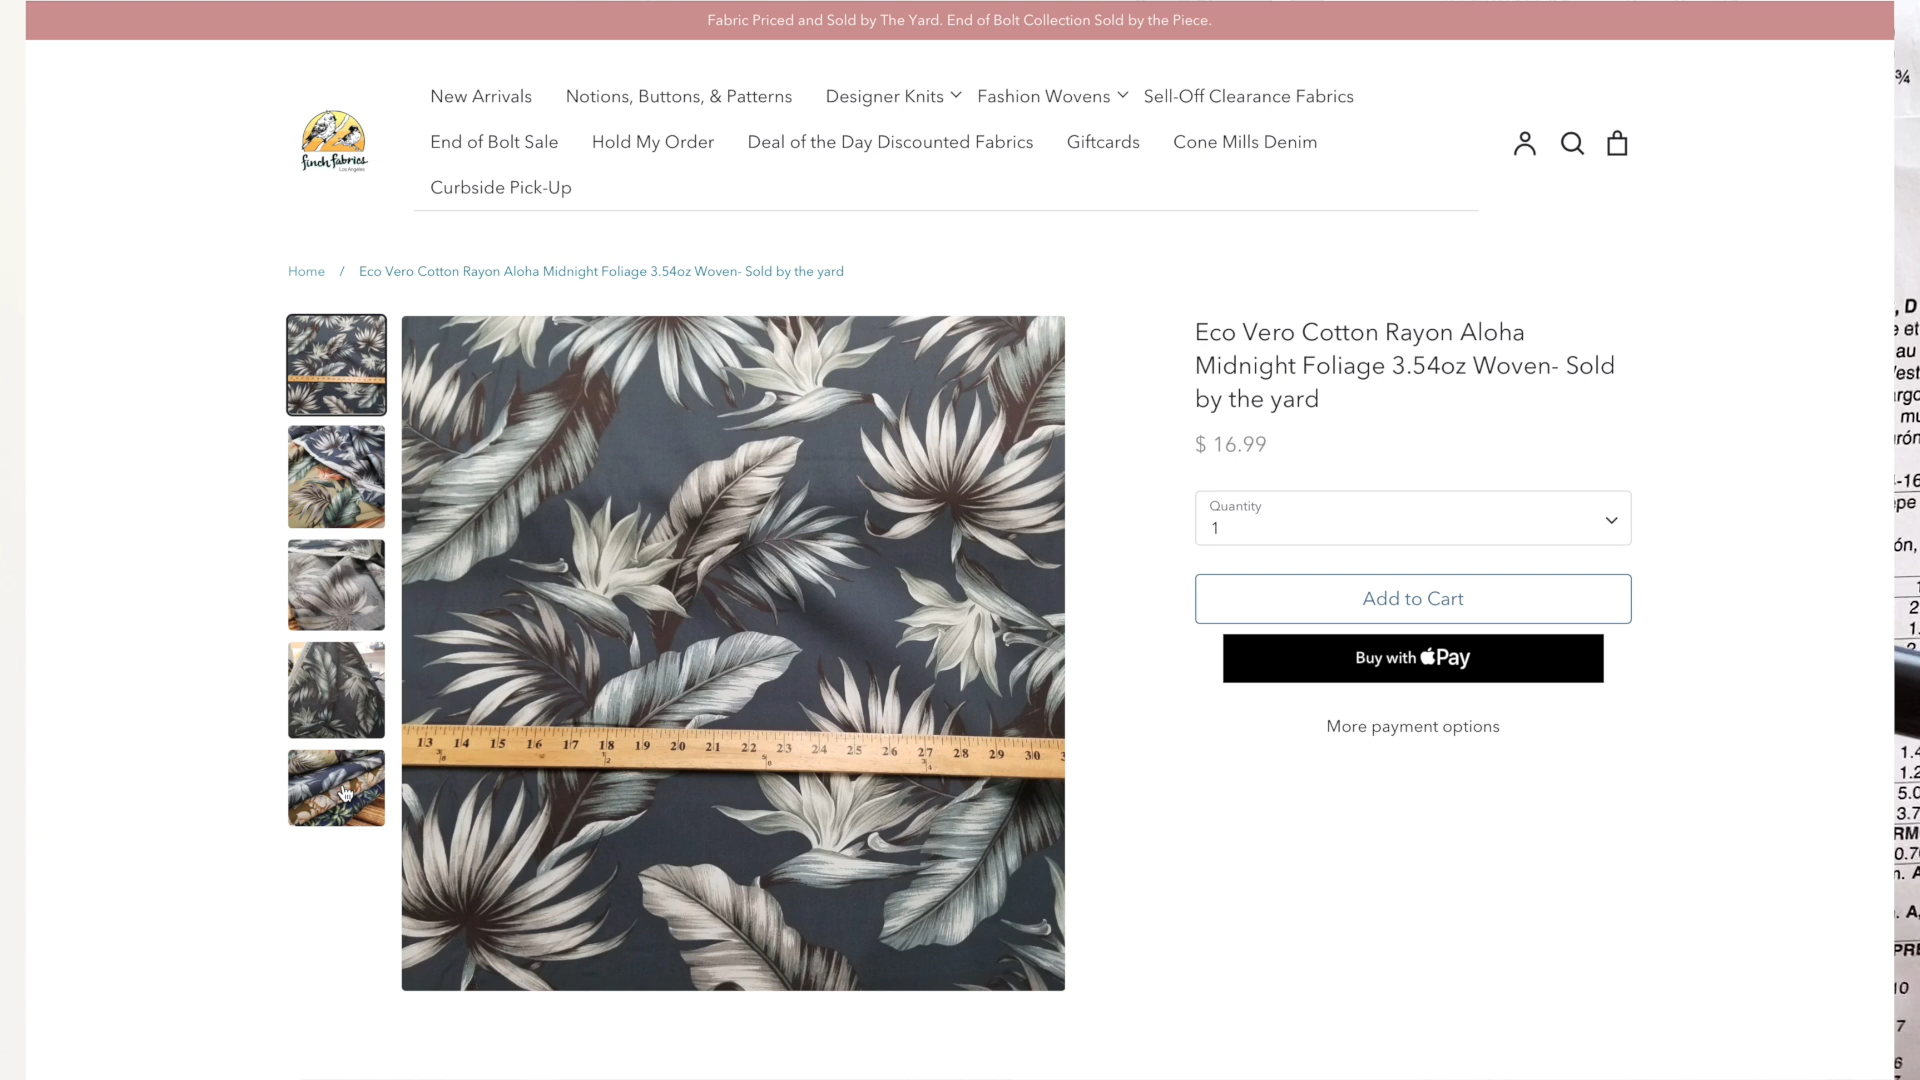 Fabric Priced and Sold by The Yard. End of Bolt Collection Sold by the Piece.
New Arrivals Notions, Buttons, & Patterns Designer Knits Fashion Wovens Sell-Off Clearance Fabrics
End of Bolt Sale Hold My Order Deal of the Day Discounted Fabrics Giftcards Cone Mills Denim
Curbside Pick-Up
finch fabrics
Los Angeles
Home / Eco Vero Cotton Rayon Aloha Midnight Foliage 3.54oz Woven- Sold by the yard
Eco Vero Cotton Rayon Aloha
Midnight Foliage 3.54oz Woven- Sold
by the yard
$ 16.99
Quantity
1
Add to Cart
Buy with Pay
More payment options
13 14 15 16 17 18 19 20 21 22 23 24 25 26 27 28 29 30